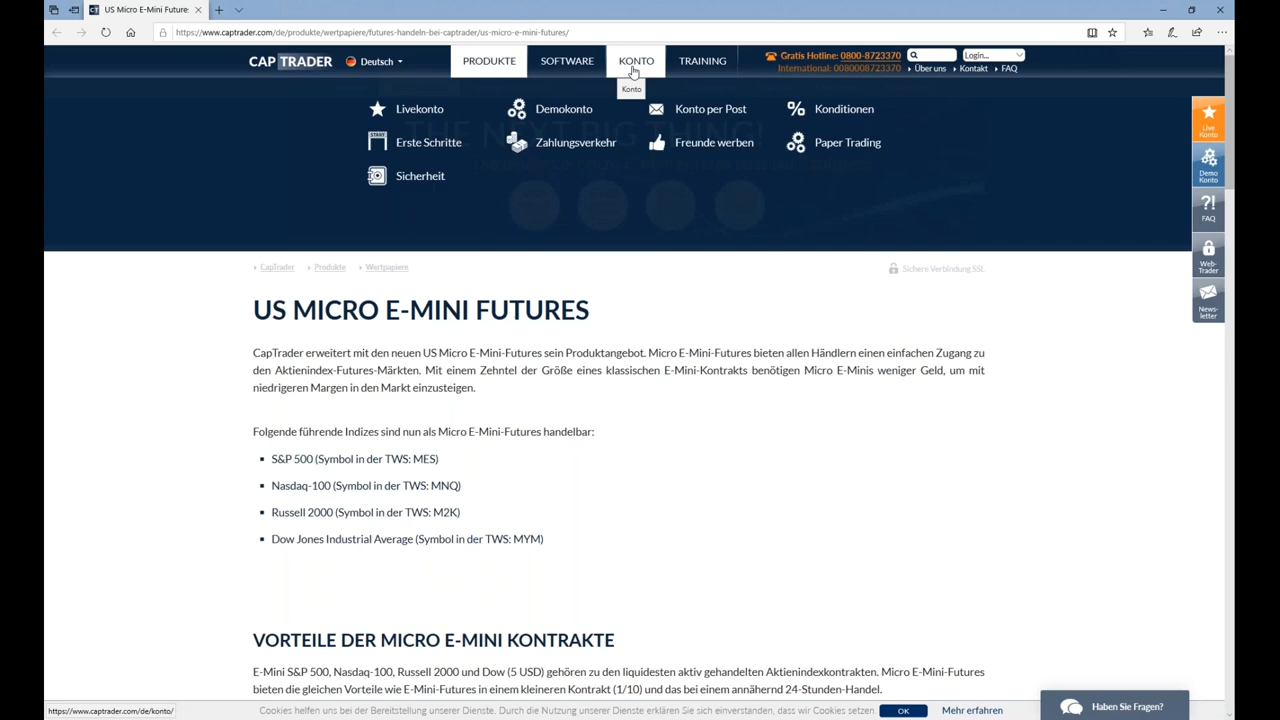 US Micro E-Mini Future:
https://www.captrader.com/de/produkte/wertpapiere/futures-handeln-bei-captrader/us-micro-e-mini-futures/
CAP TRADER
Deutsch
PRODUKTE
SOFTWARE
KONTO
TRAINING
Gratis Hotline: 0800-8723370
International: 0080008723370
Login...
Über uns
Kontakt
FAQ
Konto
Livekonto
Demokonto
Konto per Post
Konditionen
Erste Schritte
Zahlungsverkehr
Freunde werben
Paper Trading
Sicherheit
Live Konto
Demo Konto
FAQ
Web-Trader
News-letter
CapTrader
Produkte
Wertpapiere
Sichere Verbindung SSL
US MICRO E-MINI FUTURES
CapTrader erweitert mit den neuen US Micro E-Mini-Futures sein Produktangebot. Micro E-Mini-Futures bieten allen Händlern einen einfachen Zugang zu
den Aktienindex-Futures-Märkten. Mit einem Zehntel der Größe eines klassischen E-Mini-Kontrakts benötigen Micro E-Minis weniger Geld, um mit
niedrigeren Margen in den Markt einzusteigen.
Folgende führende Indizes sind nun als Micro E-Mini-Futures handelbar:
S&P 500 (Symbol in der TWS: MES)
Nasdaq-100 (Symbol in der TWS: MNQ)
Russell 2000 (Symbol in der TWS: M2K)
Dow Jones Industrial Average (Symbol in der TWS: MYM)
VORTEILE DER MICRO E-MINI KONTRAKTE
E-Mini S&P 500, Nasdaq-100, Russell 2000 und Dow (5 USD) gehören zu den liquidesten aktiv gehandelten Aktienindexkontrakten. Micro E-Mini-Futures
bieten die gleichen Vorteile wie E-Mini-Futures in einem kleineren Kontrakt (1/10) und das bei einem annähernd 24-Stunden-Handel.
https://www.captrader.com/de/konto/
Cookies helfen uns bei der Bereitstellung unserer Dienste. Durch die Nutzung unserer Dienste erklären Sie sich einverstanden, dass wir Cookies setzen.
OK
Mehr erfahren
Haben Sie Fragen?